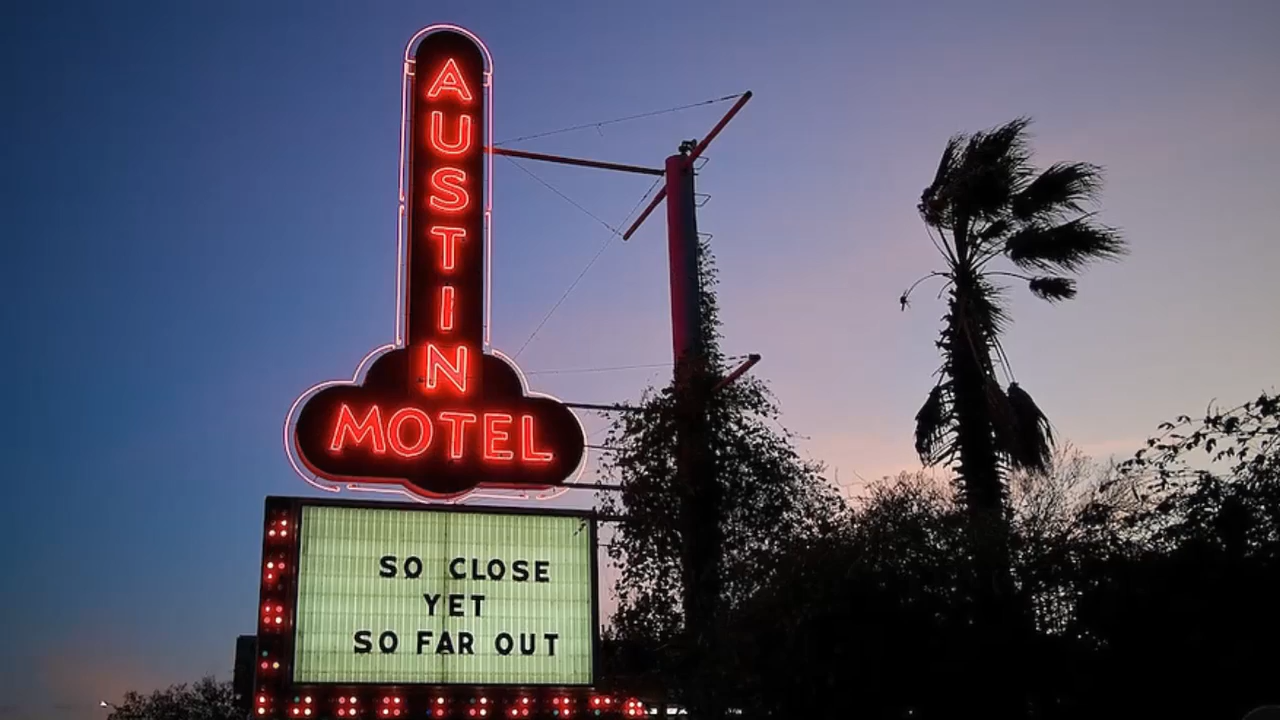 AUSTIN
MOTEL
SO CLOSE
YET
SO FAR OUT